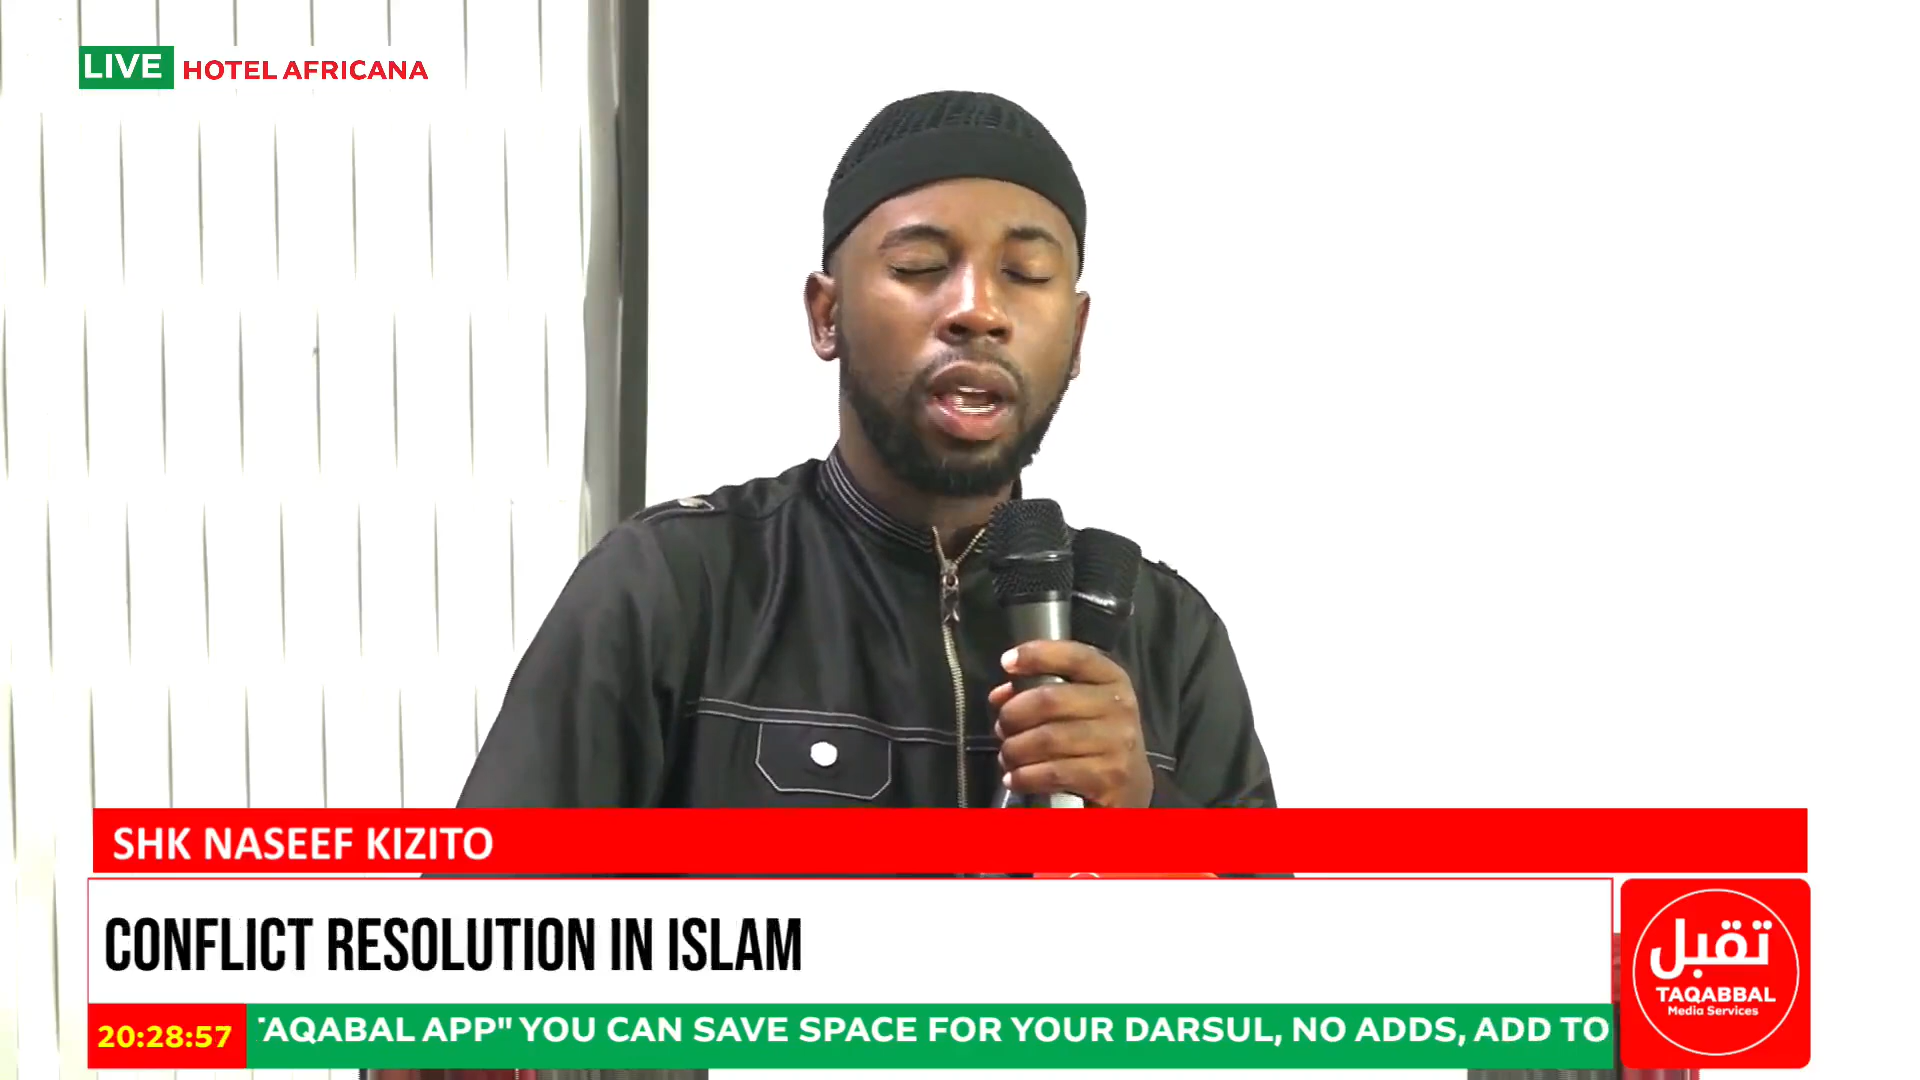 LIVE HOTEL AFRICANA
SHK NASEEF KIZITO
CONFLICT RESOLUTION IN ISLAM
تقبل
TAQABBAL
Media Services
20:28:57 AQABAL APP" YOU CAN SAVE SPACE FOR YOUR DARSUL, NO ADDS, ADD TO